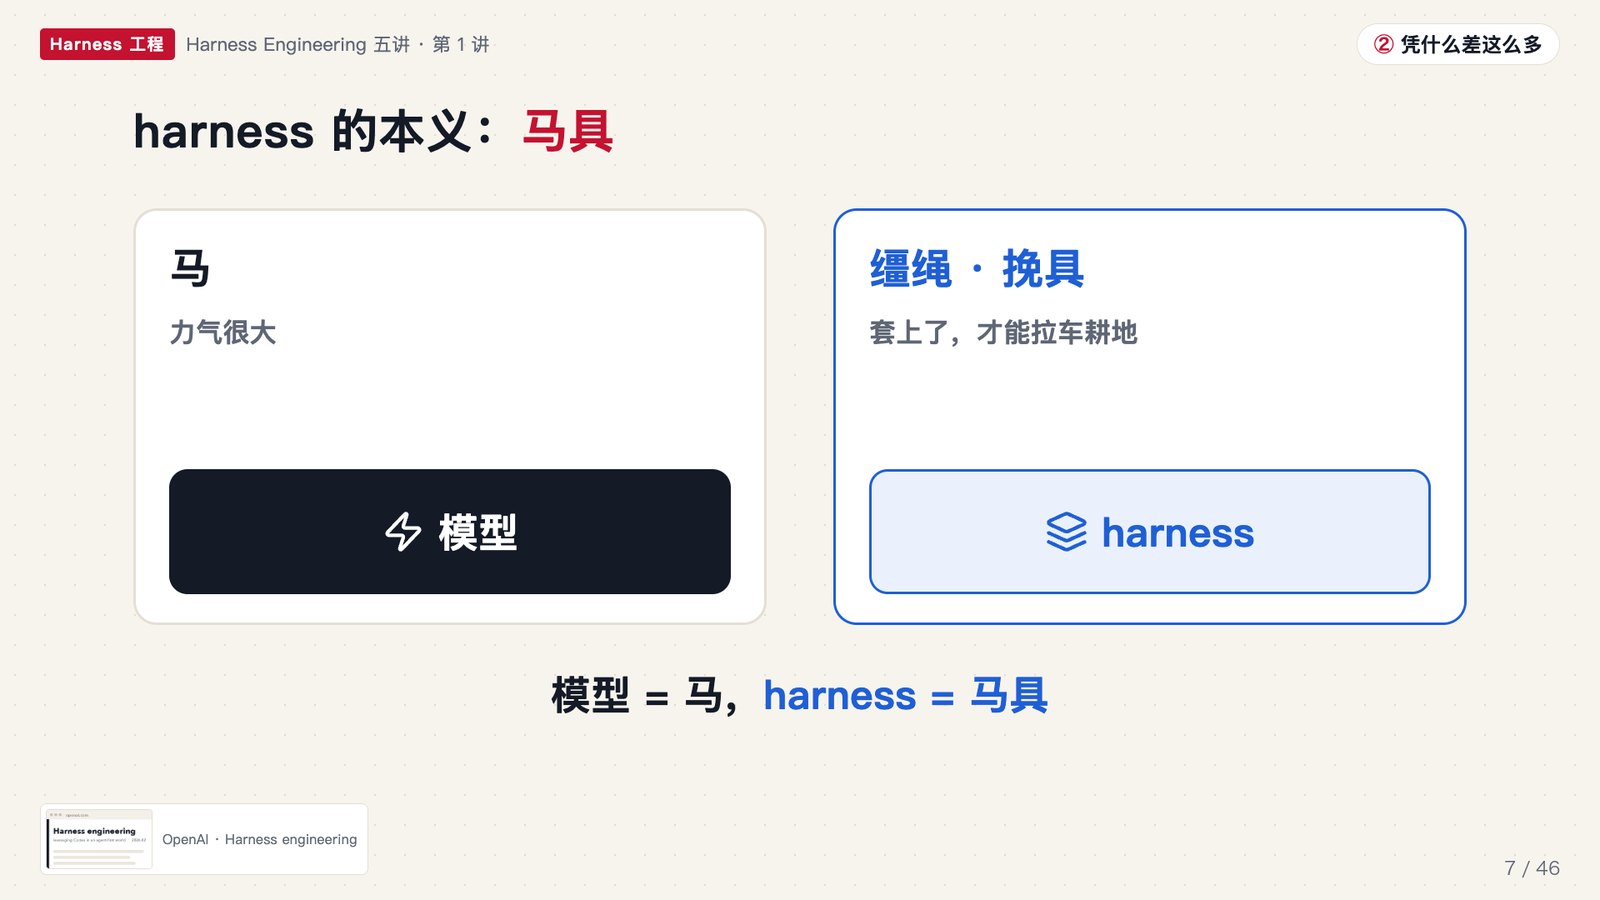 Harness 工程
Harness Engineering 五讲 · 第 1 讲
② 凭什么差这么多
harness 的本义：马具
马
力气很大
模型
缰绳 · 挽具
套上了，才能拉车耕地
harness
模型 = 马，harness = 马具
Harness engineering
OpenAI · Harness engineering
7 / 46